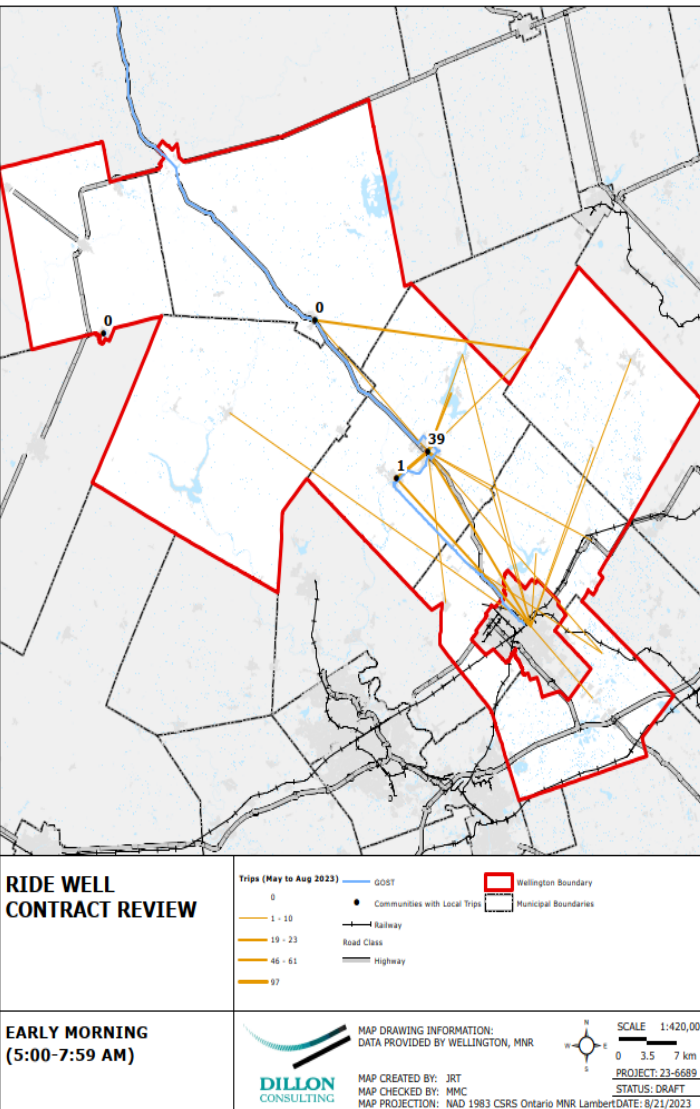 0
0
39
1
RIDE WELL
CONTRACT REVIEW
Trips (May to Aug 2023)
0
1 - 10
19 - 23
46 - 61
97
GOST
Communities with Local Trips
Railway
Road Class
Highway
Wellington Boundary
Municipal Boundaries
EARLY MORNING
(5:00-7:59 AM)
DILLON
CONSULTING
MAP DRAWING INFORMATION:
DATA PROVIDED BY WELLINGTON, MNR
MAP CREATED BY: JRT
MAP CHECKED BY: MMC
MAP PROJECTION: NAD 1983 CSRS Ontario MNR Lambert
N
W E
S
SCALE 1:420,00
0 3.5 7 km
PROJECT: 23-6689
STATUS: DRAFT
DATE: 8/21/2023